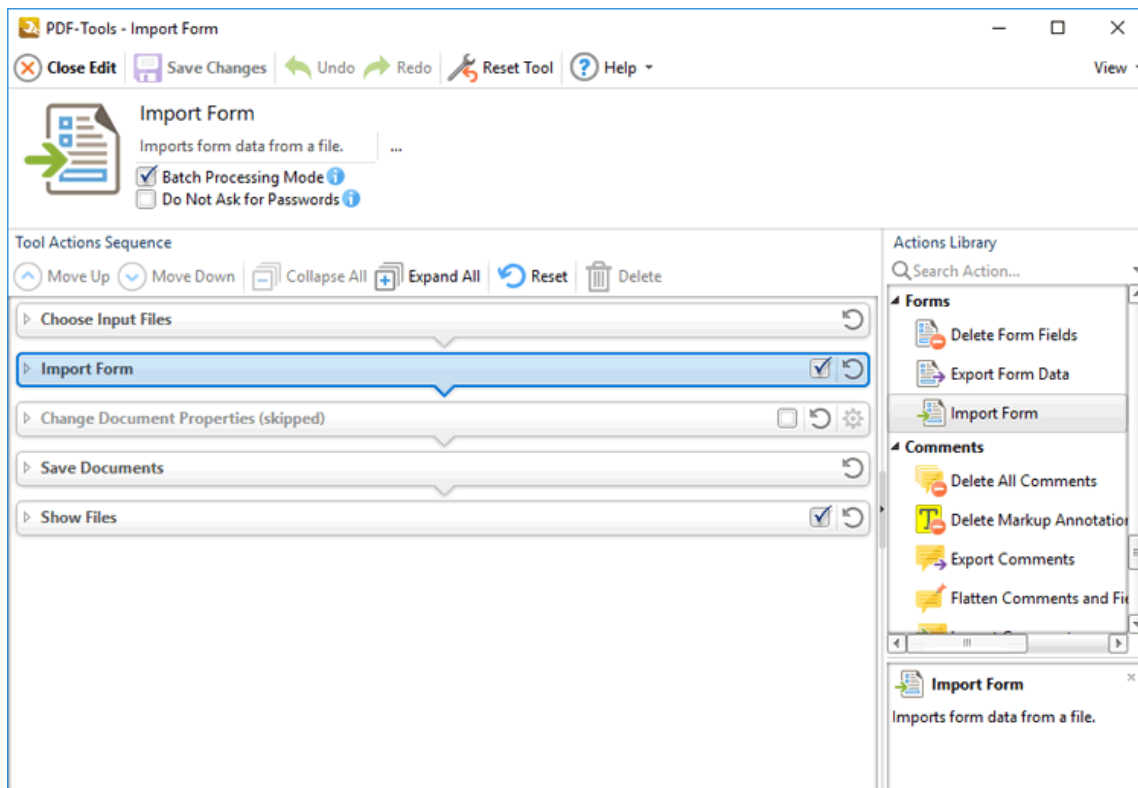 PDF-Tools - Import Form
Close Edit Save Changes Undo Redo Reset Tool Help View
Import Form
Imports form data from a file. ...
Batch Processing Mode
Do Not Ask for Passwords
Tool Actions Sequence
Move Up Move Down Collapse All Expand All Reset Delete
Choose Input Files
Import Form
Change Document Properties (skipped)
Save Documents
Show Files
Actions Library
Search Action...
Forms
Delete Form Fields
Export Form Data
Import Form
Comments
Delete All Comments
Delete Markup Annotation
Export Comments
Flatten Comments and Fie
Import Form
Imports form data from a file.